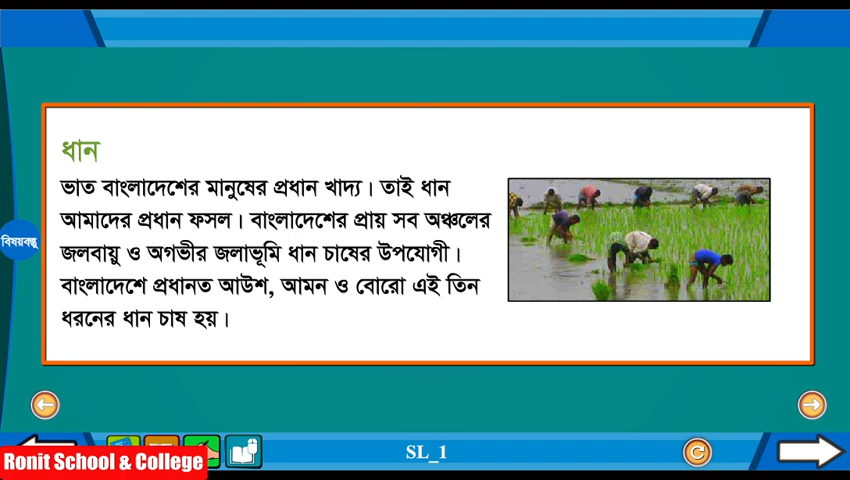 ধান
ভাত বাংলাদেশের মানুষের প্রধান খাদ্য। তাই ধান
আমাদের প্রধান ফসল। বাংলাদেশের প্রায় সব অঞ্চলের
জলবায়ু ও অগভীর জলাভূমি ধান চাষের উপযোগী।
বাংলাদেশে প্রধানত আউশ, আমন ও বোরো এই তিন
ধরনের ধান চাষ হয়।
বিষয়বস্তু
SL_1
Ronit School & College